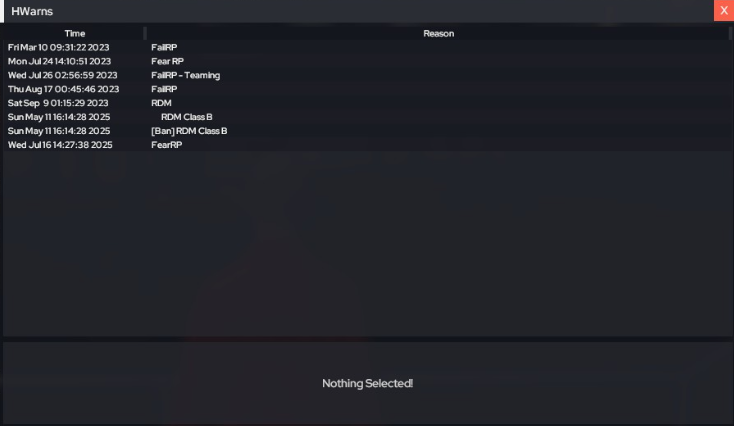 HWarns
X
Time Reason
Fri Mar 10 09:31:22 2023 FailRP
Mon Jul 24 14:10:51 2023 Fear RP
Wed Jul 26 02:56:59 2023 FailRP - Teaming
Thu Aug 17 00:45:46 2023 FailRP
Sat Sep 9 01:15:29 2023 RDM
Sun May 11 16:14:28 2025 RDM Class B
Sun May 11 16:14:28 2025 [Ban] RDM Class B
Wed Jul 16 14:27:38 2025 FearRP
Nothing Selected!